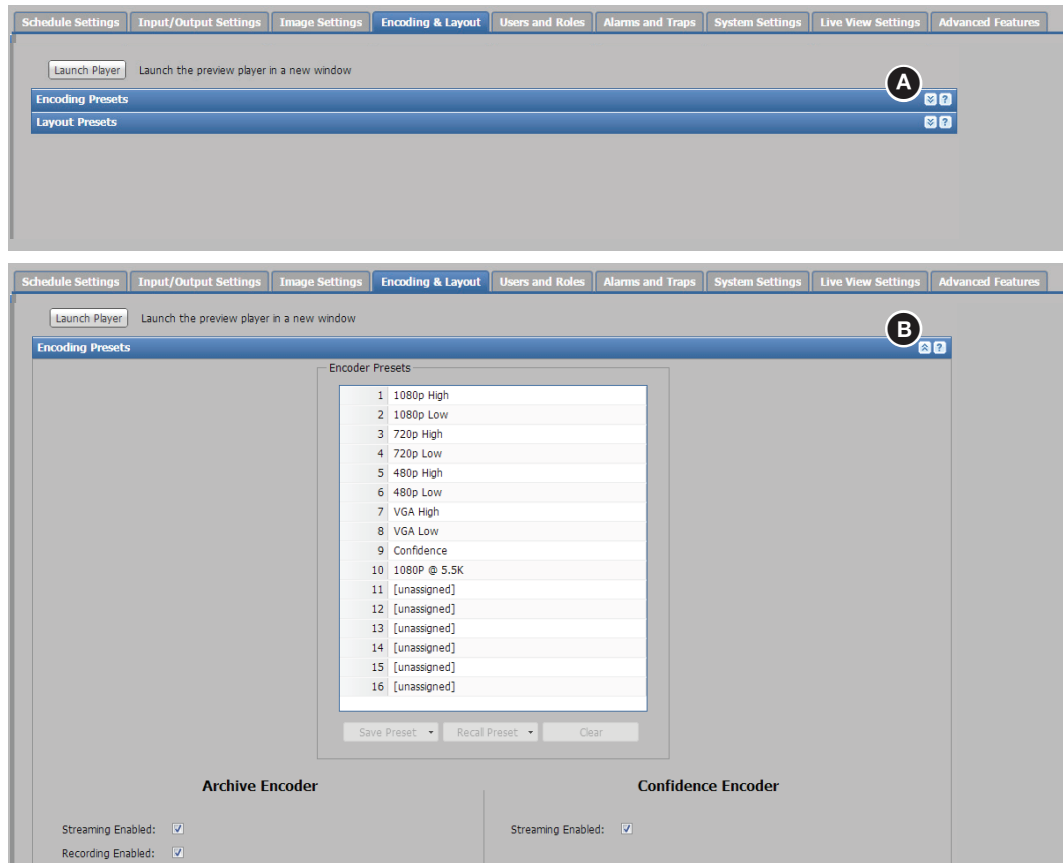 Schedule Settings Input/Output Settings Image Settings Encoding & Layout Users and Roles Alarms and Traps System Settings Live View Settings Advanced Features
Launch Player Launch the preview player in a new window
A
Encoding Presets ?
Layout Presets ?
Schedule Settings Input/Output Settings Image Settings Encoding & Layout Users and Roles Alarms and Traps System Settings Live View Settings Advanced Features
Launch Player Launch the preview player in a new window
B
Encoding Presets ?
Encoder Presets
1 1080p High
2 1080p Low
3 720p High
4 720p Low
5 480p High
6 480p Low
7 VGA High
8 VGA Low
9 Confidence
10 1080P @ 5.5K
11 [unassigned]
12 [unassigned]
13 [unassigned]
14 [unassigned]
15 [unassigned]
16 [unassigned]
Save Preset Recall Preset Clear
Archive Encoder Confidence Encoder
Streaming Enabled: Streaming Enabled:
Recording Enabled: